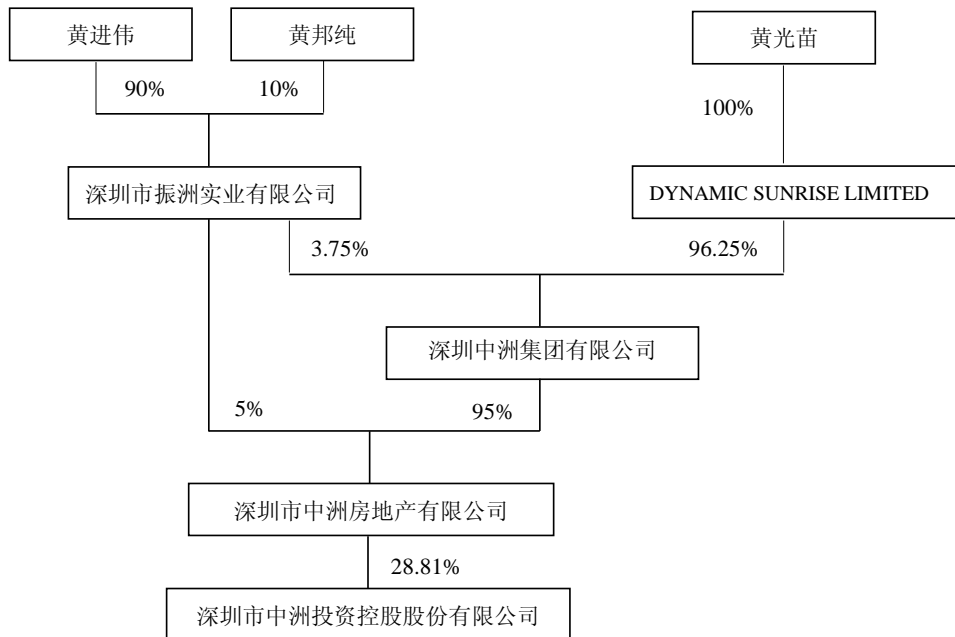 黄进伟
黄邦纯
黄光苗
90%
10%
100%
深圳市振洲实业有限公司
DYNAMIC SUNRISE LIMITED
3.75%
96.25%
深圳中洲集团有限公司
5%
95%
深圳市中洲房地产有限公司
28.81%
深圳市中洲投资控股股份有限公司